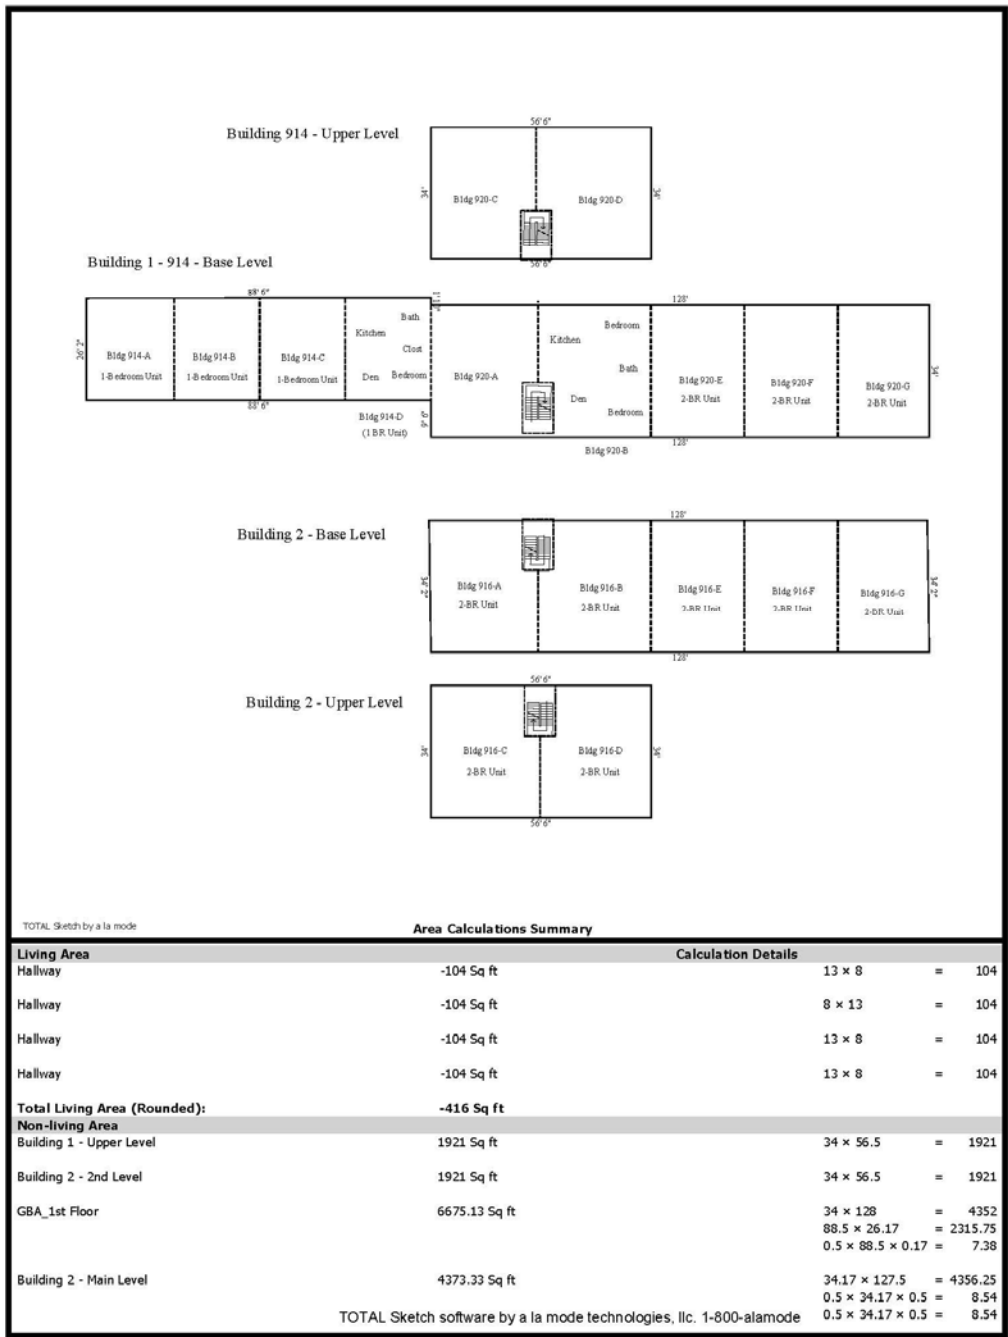 56' 6"
Building 914 - Upper Level
34'
Bldg 920-C
Bldg 920-D
34'
56' 6"
Building 1 - 914 - Base Level
88' 6"
128'
26' 2"
Bldg 914-A
1-Bedroom Unit
Bldg 914-B
1-Bedroom Unit
Bldg 914-C
1-Bedroom Unit
Bath
Kitchen
Clost
Den
Bedroom
Bldg 920-A
Kitchen
Bedroom
Bath
Den
Bedroom
Bldg 920-E
2-BR Unit
Bldg 920-F
2-BR Unit
Bldg 920-G
2-BR Unit
34'
88' 6"
Bldg 914-D
(1 BR Unit)
128'
Bldg 920-B
128'
Building 2 - Base Level
34' 2"
Bldg 916-A
2-BR Unit
Bldg 916-B
2-BR Unit
Bldg 916-E
2-BR Unit
Bldg 916-F
2-BR Unit
Bldg 916-G
2-BR Unit
34' 2"
128'
56' 6"
Building 2 - Upper Level
34'
Bldg 916-C
2-BR Unit
Bldg 916-D
2-BR Unit
34'
56' 6"
TOTAL Sketch by a la mode
Area Calculations Summary
Living Area Calculation Details
Hallway -104 Sq ft 13 × 8 = 104
Hallway -104 Sq ft 8 × 13 = 104
Hallway -104 Sq ft 13 × 8 = 104
Hallway -104 Sq ft 13 × 8 = 104
Total Living Area (Rounded): -416 Sq ft
Non-living Area
Building 1 - Upper Level 1921 Sq ft 34 × 56.5 = 1921
Building 2 - 2nd Level 1921 Sq ft 34 × 56.5 = 1921
GBA_1st Floor 6675.13 Sq ft 34 × 128 = 4352
88.5 × 26.17 = 2315.75
0.5 × 88.5 × 0.17 = 7.38
Building 2 - Main Level 4373.33 Sq ft 34.17 × 127.5 = 4356.25
0.5 × 34.17 × 0.5 = 8.54
TOTAL Sketch software by a la mode technologies, llc. 1-800-alamode 0.5 × 34.17 × 0.5 = 8.54